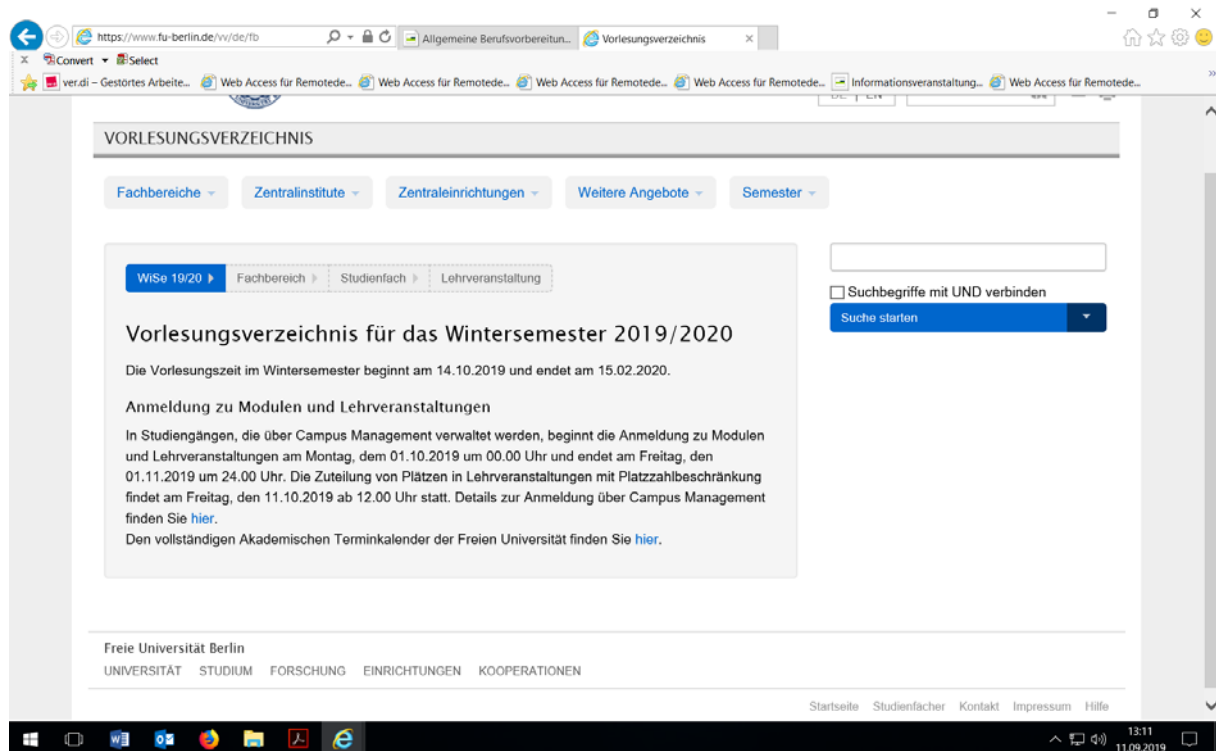 https://www.fu-berlin.de/vv/de/fb
Allgemeine Berufsvorbereitun...
Vorlesungsverzeichnis
x Convert Select
ver.di – Gestörtes Arbeite... Web Access für Remotede... Web Access für Remotede... Web Access für Remotede... Web Access für Remotede... Informationsveranstaltung... Web Access für Remotede...
DE | EN
VORLESUNGSVERZEICHNIS
Fachbereiche Zentralinstitute Zentraleinrichtungen Weitere Angebote Semester
WiSe 19/20 Fachbereich Studienfach Lehrveranstaltung
Suchbegriffe mit UND verbinden
Suche starten
Vorlesungsverzeichnis für das Wintersemester 2019/2020
Die Vorlesungszeit im Wintersemester beginnt am 14.10.2019 und endet am 15.02.2020.
Anmeldung zu Modulen und Lehrveranstaltungen
In Studiengängen, die über Campus Management verwaltet werden, beginnt die Anmeldung zu Modulen
und Lehrveranstaltungen am Montag, dem 01.10.2019 um 00.00 Uhr und endet am Freitag, den
01.11.2019 um 24.00 Uhr. Die Zuteilung von Plätzen in Lehrveranstaltungen mit Platzzahlbeschränkung
findet am Freitag, den 11.10.2019 ab 12.00 Uhr statt. Details zur Anmeldung über Campus Management
finden Sie hier.
Den vollständigen Akademischen Terminkalender der Freien Universität finden Sie hier.
Freie Universität Berlin
UNIVERSITÄT STUDIUM FORSCHUNG EINRICHTUNGEN KOOPERATIONEN
Startseite Studienfächer Kontakt Impressum Hilfe
13:11
11.09.2019